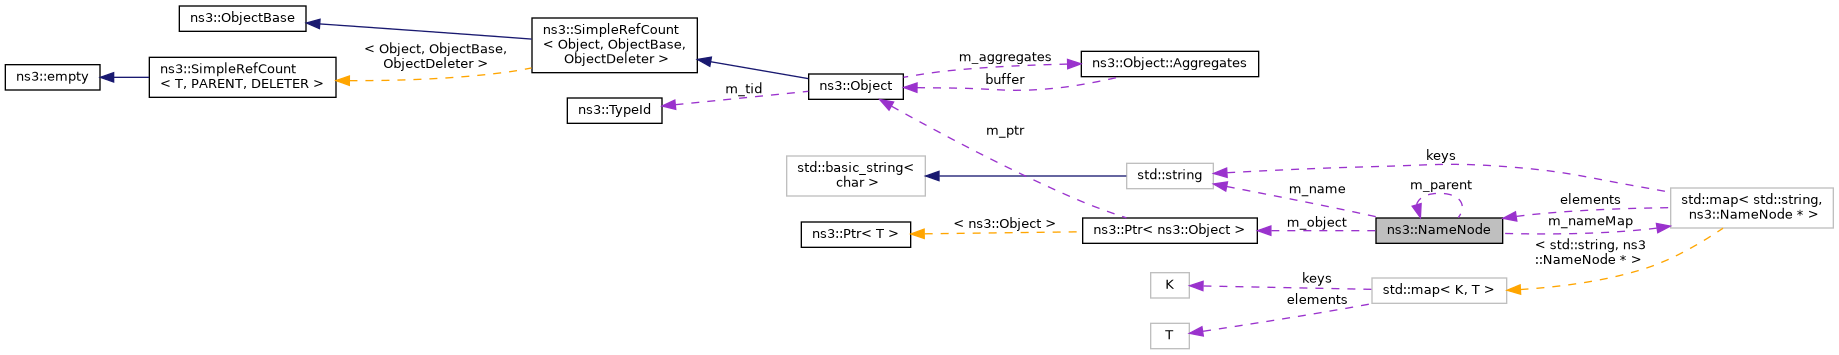 ns3::ObjectBase
ns3::SimpleRefCount
< Object, ObjectBase,
ObjectDeleter >
< Object, ObjectBase,
ObjectDeleter >
ns3::empty
ns3::SimpleRefCount
< T, PARENT, DELETER >
m_aggregates
ns3::Object::Aggregates
buffer
ns3::Object
m_tid
ns3::TypeId
m_ptr
keys
std::basic_string<
char >
std::string
m_name
m_parent
elements
std::map< std::string,
ns3::NameNode * >
m_nameMap
< ns3::Object >
ns3::Ptr< T >
ns3::Ptr< ns3::Object >
m_object
ns3::NameNode
< std::string, ns3
::NameNode * >
keys
K
std::map< K, T >
elements
T